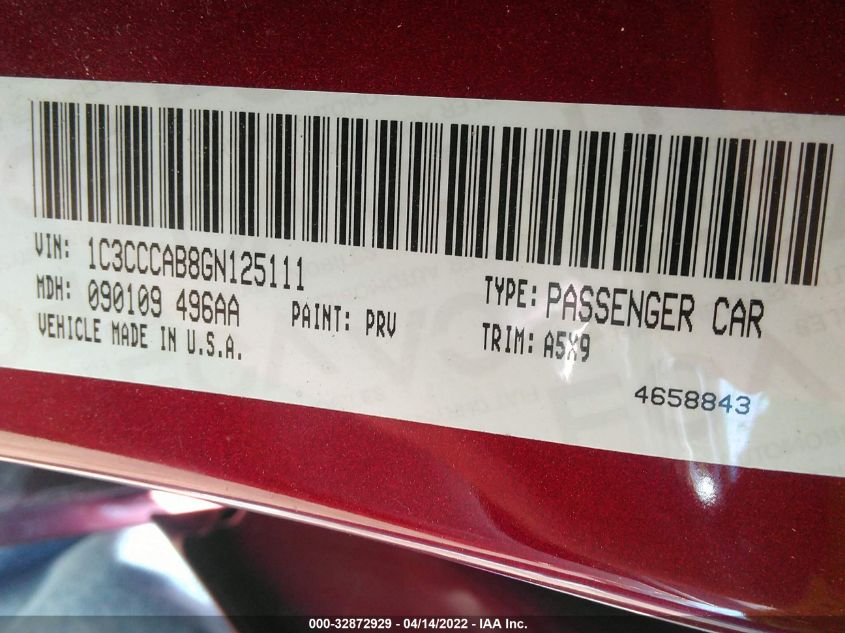 VIN: 1C3CCCAB8GN125111
MDH: 090109 496AA
PAINT: PRV
VEHICLE MADE IN U.S.A.
TYPE: PASSENGER CAR
TRIM: A5X9
4658843
000-32872929 - 04/14/2022 - IAA Inc.